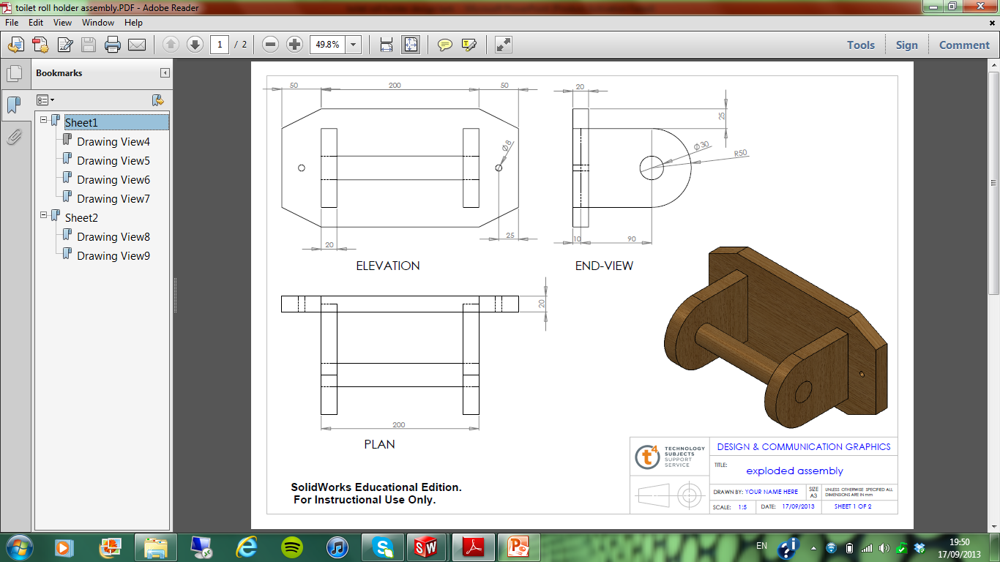 toilet roll holder assembly.PDF - Adobe Reader
File Edit View Window Help
1 / 2 49.8% Tools Sign Comment
Bookmarks
Sheet1
Drawing View4
Drawing View5
Drawing View6
Drawing View7
Sheet2
Drawing View8
Drawing View9
50 200 50
Ø8
25
20
ELEVATION
20
25
Ø30
R50
10 90
END-VIEW
20
200
PLAN
SolidWorks Educational Edition.
For Instructional Use Only.
t4
TECHNOLOGY
SUBJECTS
SUPPORT
SERVICE
DESIGN & COMMUNICATION GRAPHICS
TITLE:
exploded assembly
DRAWN BY: YOUR NAME HERE
SIZE
A3
UNLESS OTHERWISE SPECIFIED ALL
DIMENSIONS ARE IN mm
SCALE: 1:5 DATE: 17/09/2013 SHEET 1 OF 2
EN
19:50
17/09/2013